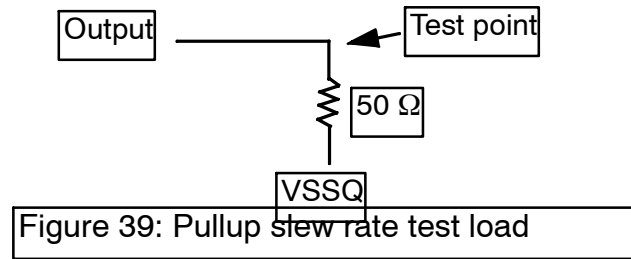 Output
Test point
50 Ω
VSSQ
Figure 39: Pullup slew rate test load